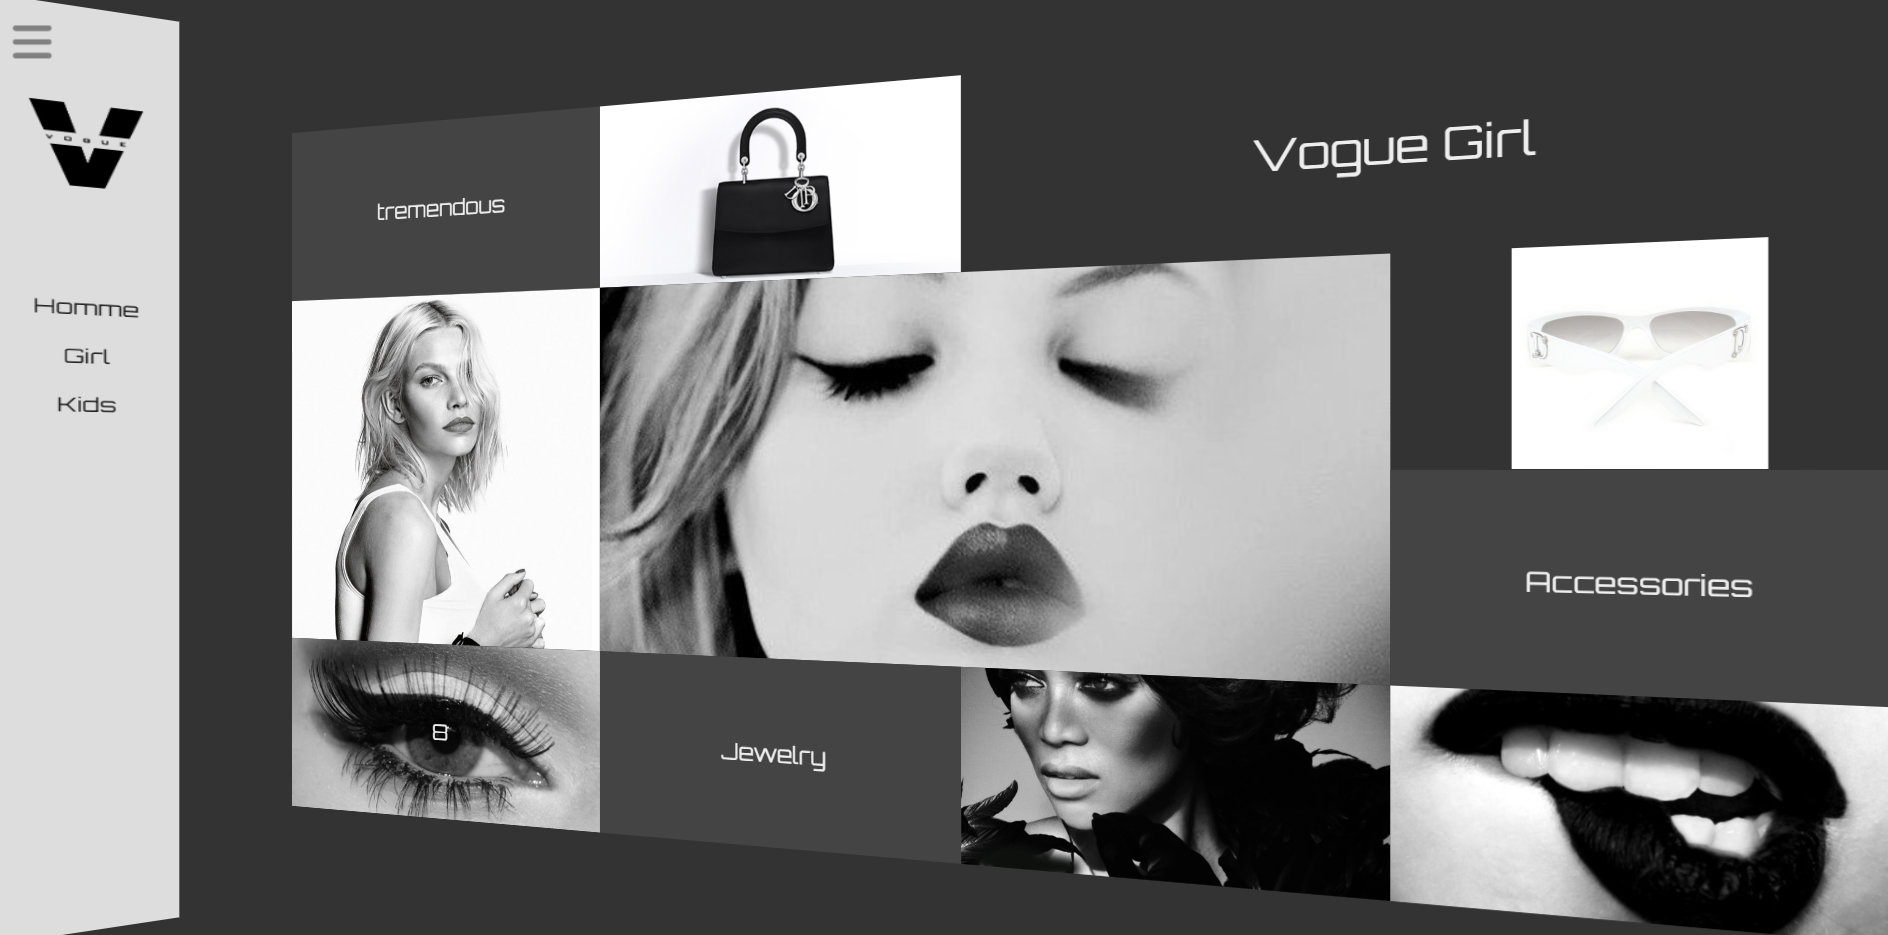 VOGUE
Homme
Girl
Kids
Vogue Girl
tremendous
Accessories
8
Jewelry